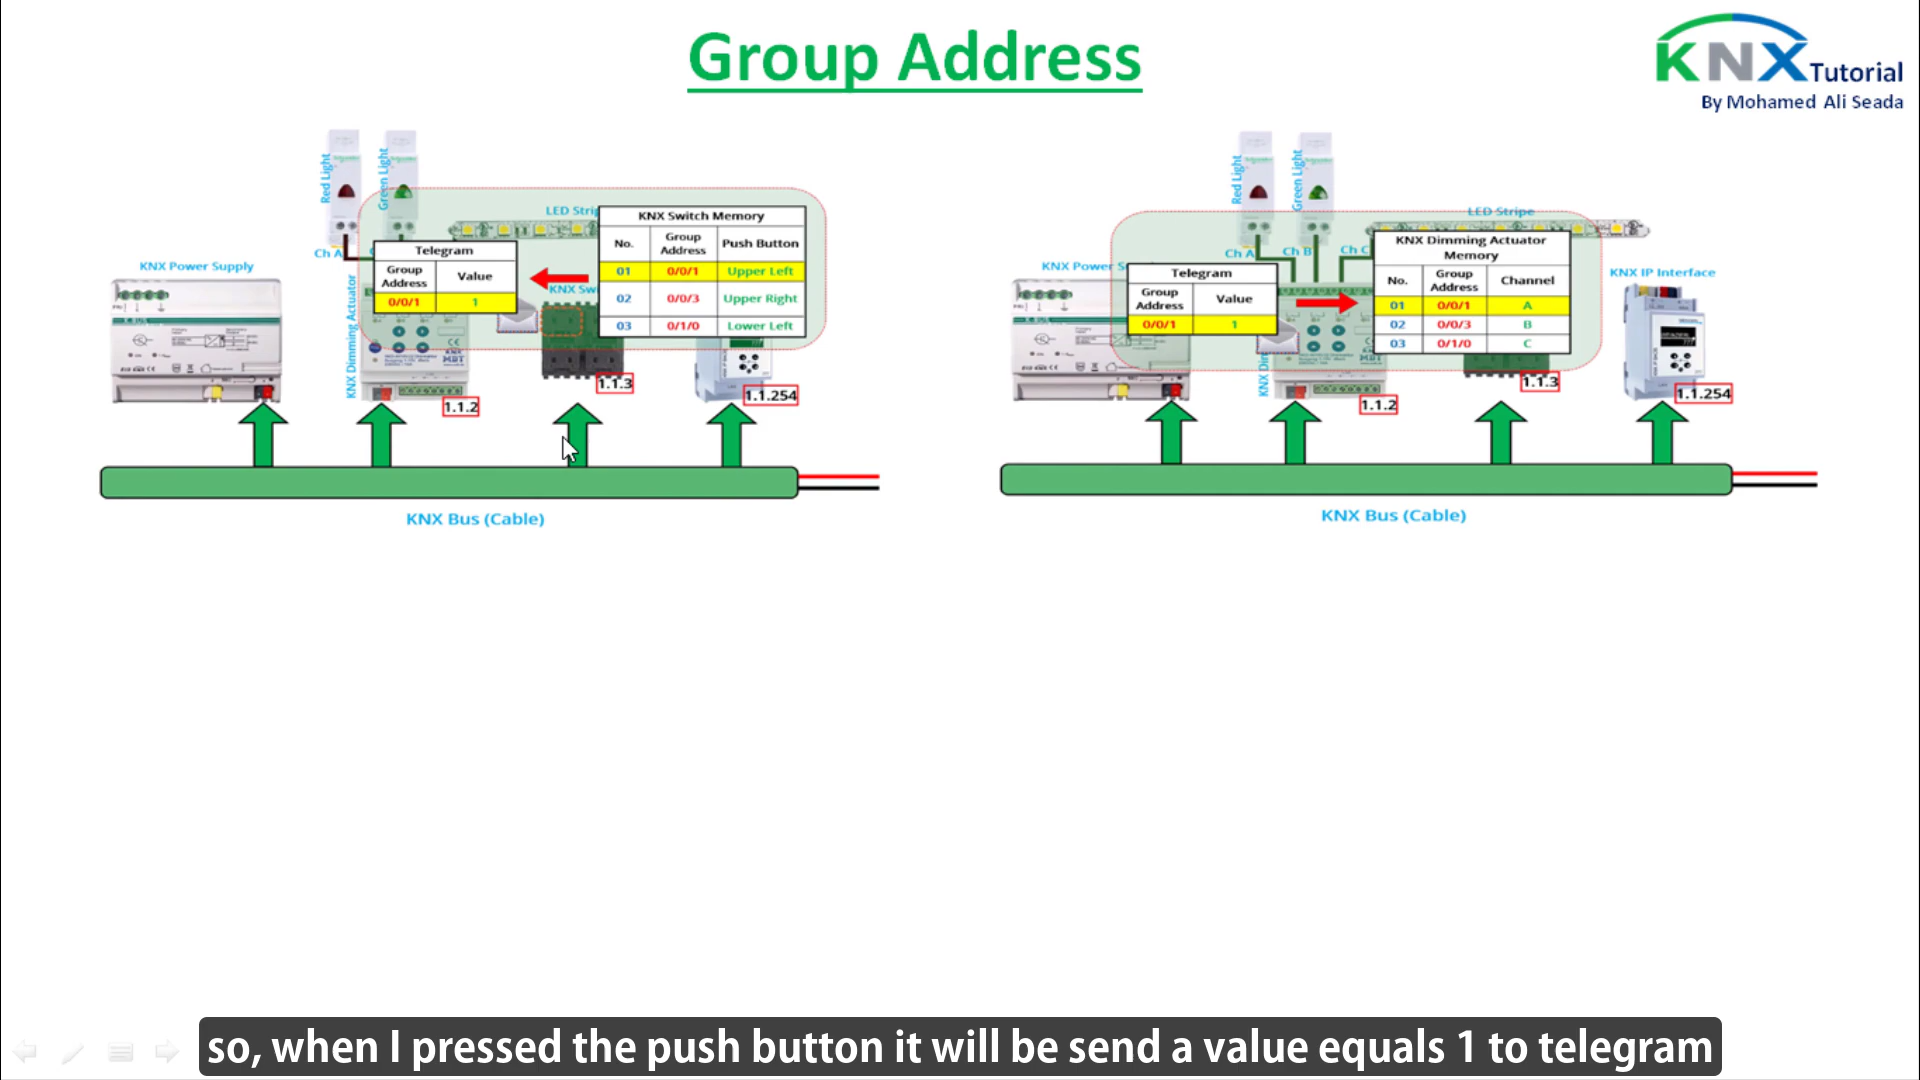 Group Address
KNX Tutorial
By Mohamed Ali Seada
Red Light
Green Light
LED Strip
Ch A
KNX Power Supply
KNX Dimming Actuator
Telegram
Group Address
Value
0/0/1
1
KNX Swi
KNX Switch Memory
No.
Group Address
Push Button
01
0/0/1
Upper Left
02
0/0/3
Upper Right
03
0/1/0
Lower Left
1.1.2
1.1.3
1.1.254
KNX Bus (Cable)
Red Light
Green Light
LED Stripe
Ch A
Ch B
Ch C
KNX Power S
KNX Di
Telegram
Group Address
Value
0/0/1
1
KNX Dimming Actuator Memory
No.
Group Address
Channel
01
0/0/1
A
02
0/0/3
B
03
0/1/0
C
KNX IP Interface
1.1.2
1.1.3
1.1.254
KNX Bus (Cable)
so, when I pressed the push button it will be send a value equals 1 to telegram